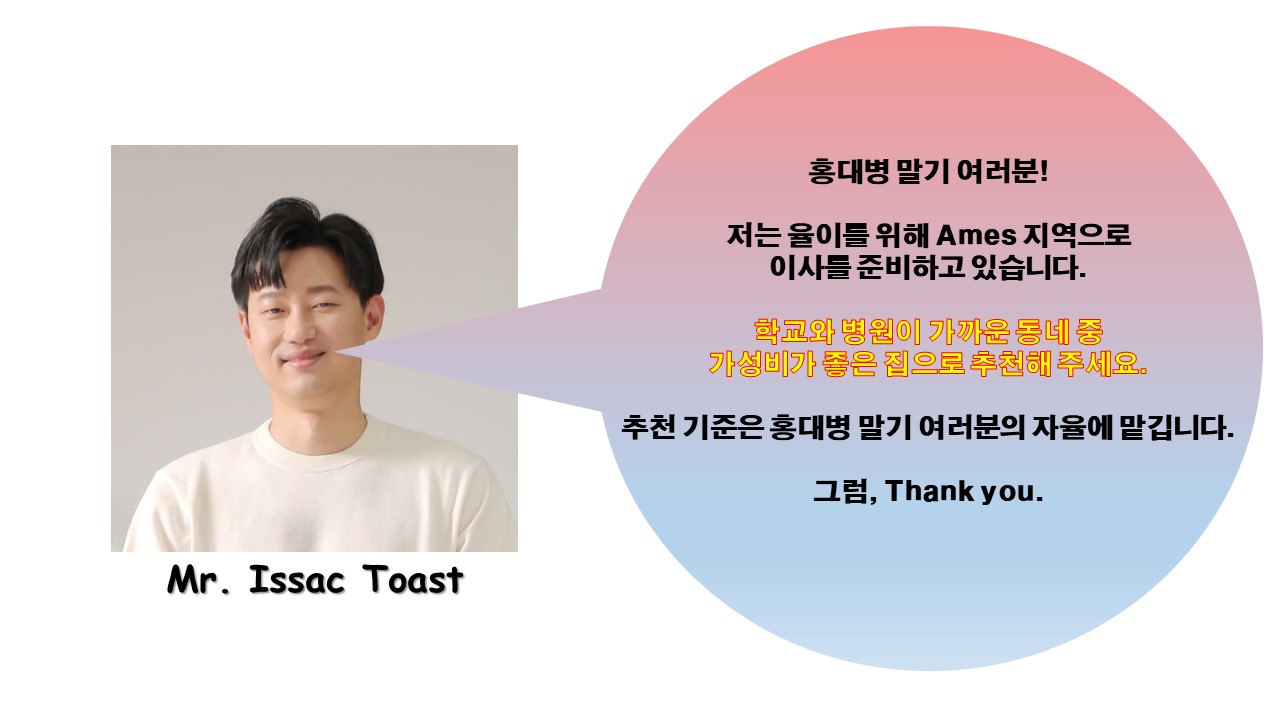 홍대병 말기 여러분!
저는 율이를 위해 Ames 지역으로
이사를 준비하고 있습니다.
학교와 병원이 가까운 동네 중
가성비가 좋은 집으로 추천해 주세요.
추천 기준은 홍대병 말기 여러분의 자율에 맡깁니다.
그럼, Thank you.
Mr. Issac Toast